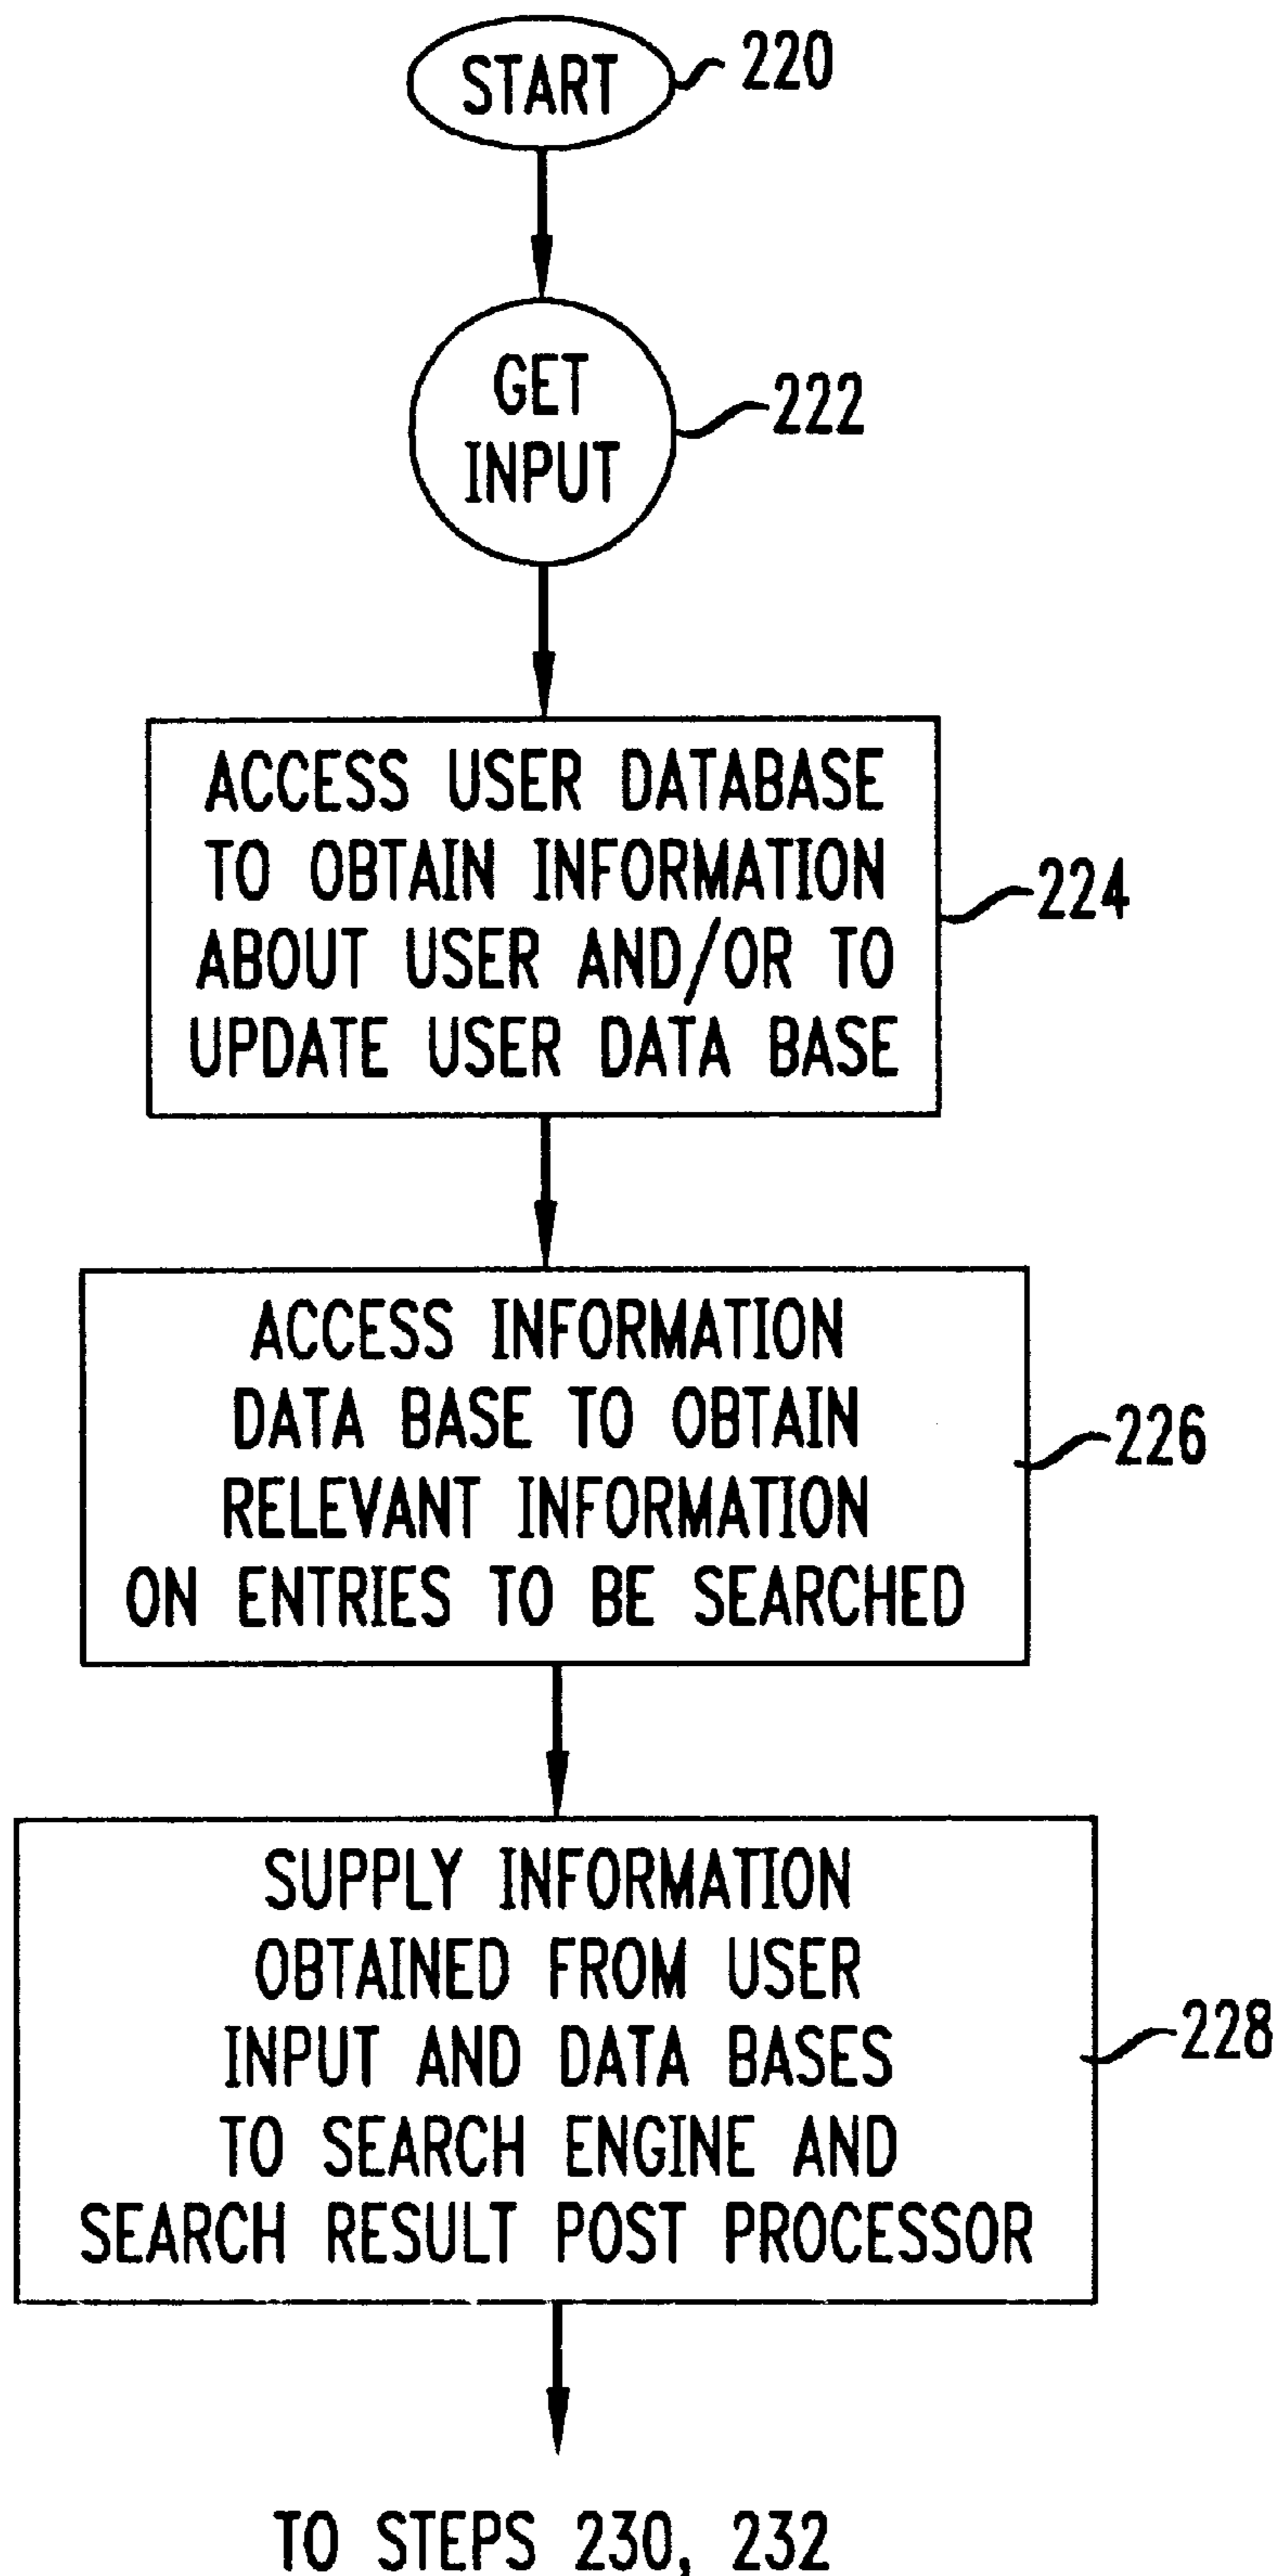 START
220
GET
INPUT
222
ACCESS USER DATABASE
TO OBTAIN INFORMATION
ABOUT USER AND/OR TO
UPDATE USER DATA BASE
224
ACCESS INFORMATION
DATA BASE TO OBTAIN
RELEVANT INFORMATION
ON ENTRIES TO BE SEARCHED
226
SUPPLY INFORMATION
OBTAINED FROM USER
INPUT AND DATA BASES
TO SEARCH ENGINE AND
SEARCH RESULT POST PROCESSOR
228
TO STEPS 230, 232